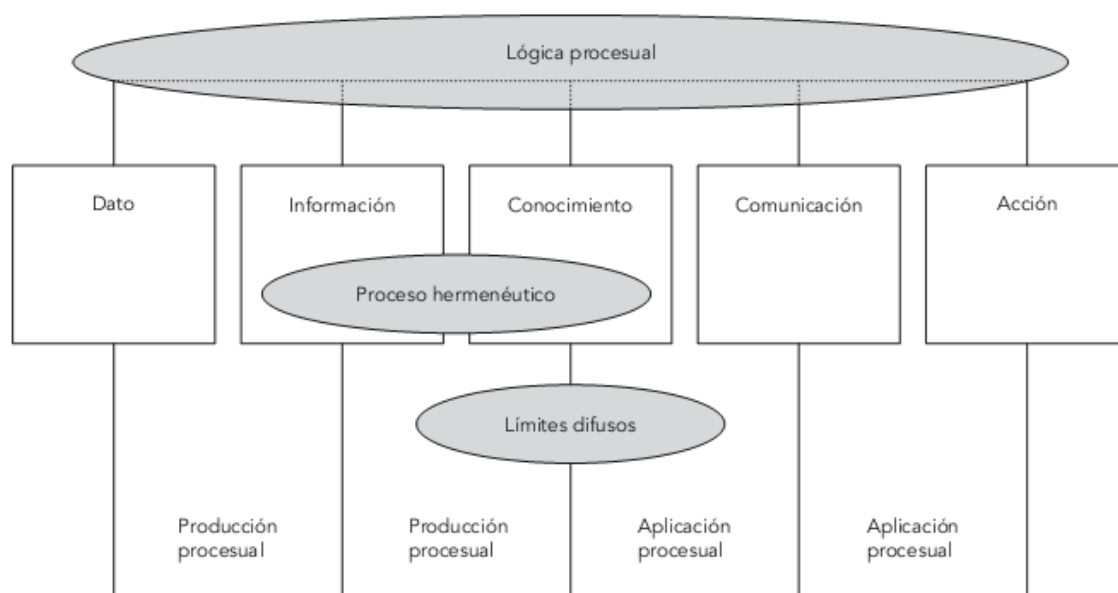 Lógica procesual
Dato
Información
Conocimiento
Comunicación
Acción
Proceso hermenéutico
Límites difusos
Producción
procesual
Producción
procesual
Aplicación
procesual
Aplicación
procesual